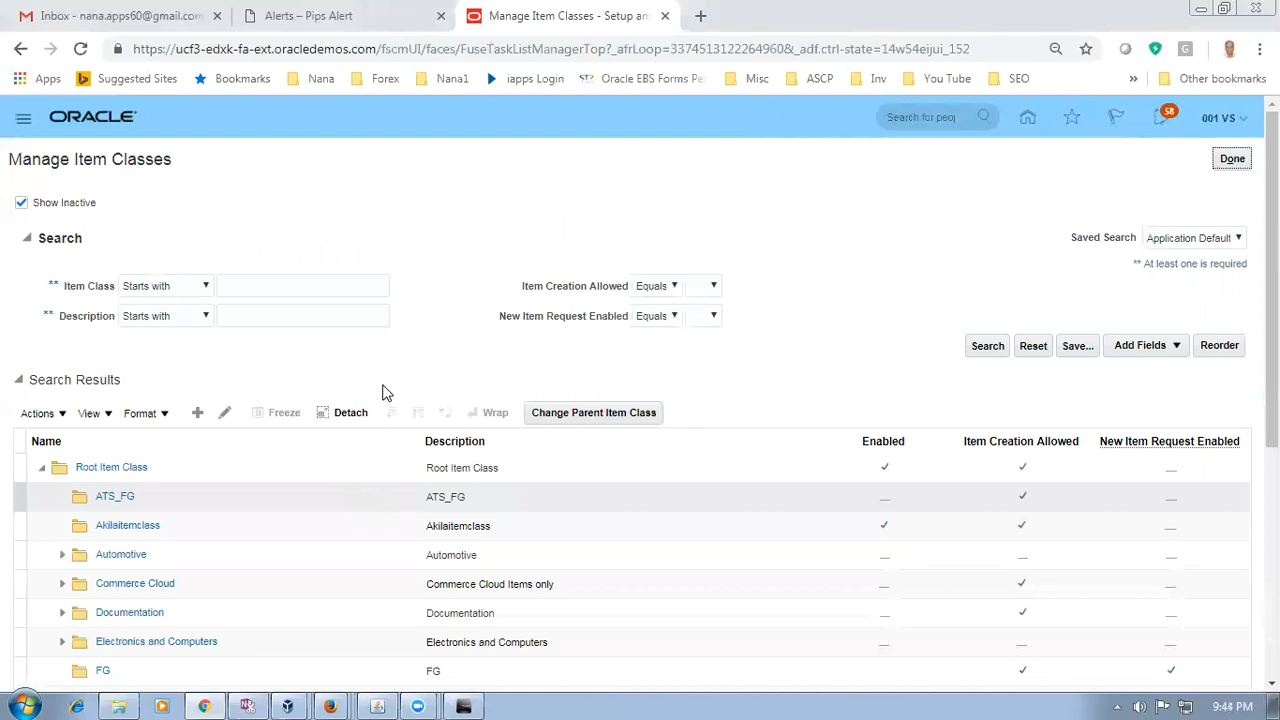 Inbox - nana.apps60@gmail.com
Alerts – Pips Alert
Manage Item Classes - Setup and
https://ucf3-edxk-fa-ext.oracledemos.com/fscmUI/faces/FuseTaskListManagerTop?_afrLoop=3374513122264960&_adf.ctrl-state=14w54eijui_152
Apps Suggested Sites Bookmarks Nana Forex Nana1 iapps Login Oracle EBS Forms Per Misc ASCP Inv You Tube SEO » Other bookmarks
ORACLE Search for peop 58 001 VS
Manage Item Classes Done
Show Inactive
Search Saved Search Application Default
** At least one is required
** Item Class Starts with Item Creation Allowed Equals
** Description Starts with New Item Request Enabled Equals
Search Reset Save... Add Fields Reorder
Search Results
Actions View Format Freeze Detach Wrap Change Parent Item Class
Name Description Enabled Item Creation Allowed New Item Request Enabled
Root Item Class Root Item Class
ATS_FG ATS_FG
Akilaitemclass Akilaitemclass
Automotive Automotive
Commerce Cloud Commerce Cloud Items only
Documentation Documentation
Electronics and Computers Electronics and Computers
FG FG
9:44 PM